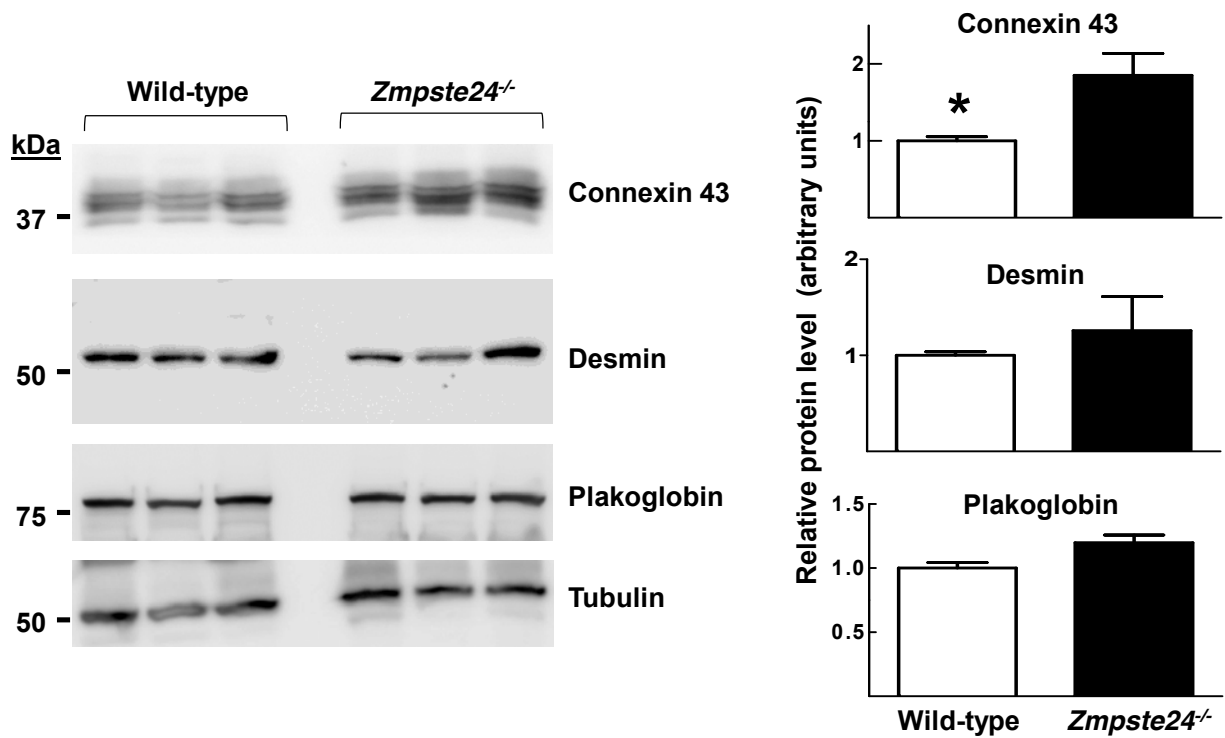 Wild-type
Zmpste24-/-
kDa
Connexin 43
37
Desmin
50
Plakoglobin
75
Tubulin
50
Relative protein level (arbitrary units)
Connexin 43
2
*
1
Desmin
2
1
Plakoglobin
1.5
1.0
0.5
Wild-type
Zmpste24-/-